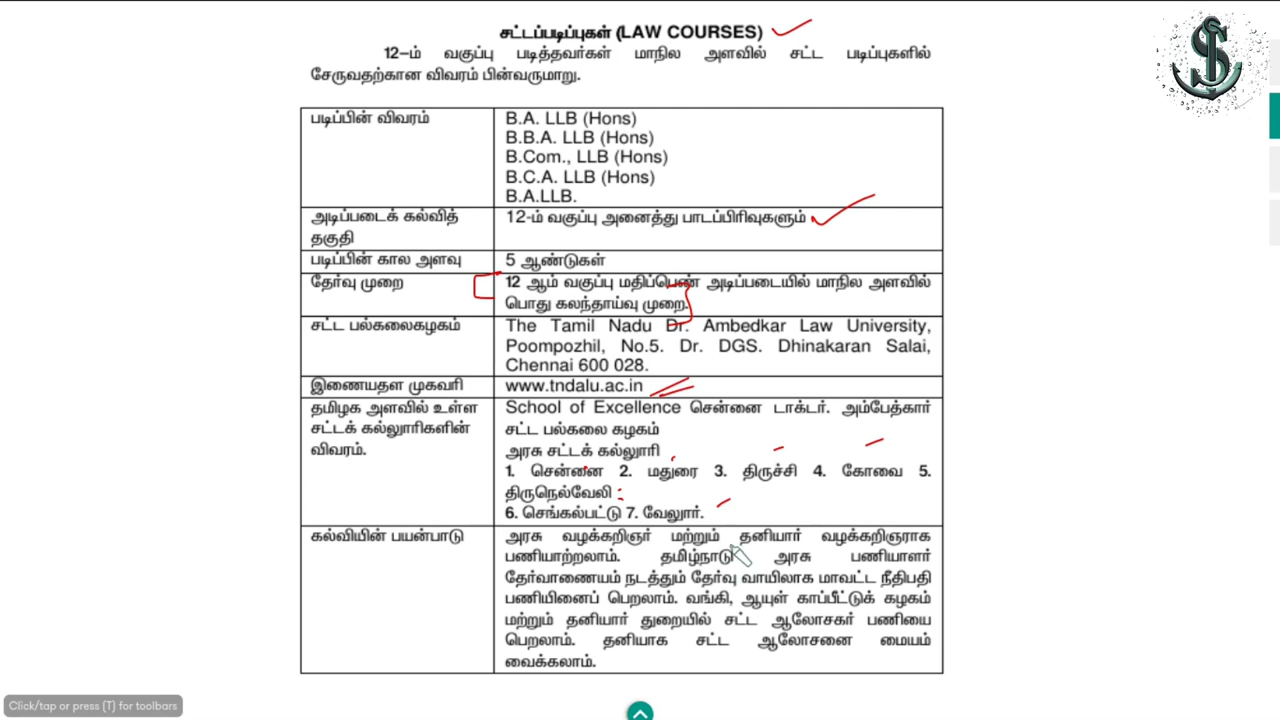 சட்டப்படிப்புகள் (LAW COURSES)
12–ம் வகுப்பு படித்தவர்கள் மாநில அளவில் சட்ட படிப்புகளில்
சேருவதற்கான விவரம் பின்வருமாறு.
படிப்பின் விவரம்
B.A. LLB (Hons)
B.B.A. LLB (Hons)
B.Com., LLB (Hons)
B.C.A. LLB (Hons)
B.A.LLB.
அடிப்படைக் கல்வித்
தகுதி
12-ம் வகுப்பு அனைத்து பாடப்பிரிவுகளும்
படிப்பின் கால அளவு
5 ஆண்டுகள்
தேர்வு முறை
12 ஆம் வகுப்பு மதிப்பெண் அடிப்படையில் மாநில அளவில்
பொது கலந்தாய்வு முறை.
சட்ட பல்கலைகழகம்
The Tamil Nadu Dr. Ambedkar Law University,
Poompozhil, No.5. Dr. DGS. Dhinakaran Salai,
Chennai 600 028.
இணையதள முகவரி
www.tndalu.ac.in
தமிழக அளவில் உள்ள
சட்டக் கல்லூரிகளின்
விவரம்.
School of Excellence சென்னை டாக்டர். அம்பேத்கார்
சட்ட பல்கலை கழகம்
அரசு சட்டக் கல்லூரி
1. சென்னை 2. மதுரை 3. திருச்சி 4. கோவை 5.
திருநெல்வேலி
6. செங்கல்பட்டு 7. வேலூர்.
கல்வியின் பயன்பாடு
அரசு வழக்கறிஞர் மற்றும் தனியார் வழக்கறிஞராக
பணியாற்றலாம். தமிழ்நாடு அரசு பணியாளர்
தேர்வாணையம் நடத்தும் தேர்வு வாயிலாக மாவட்ட நீதிபதி
பணியினைப் பெறலாம். வங்கி, ஆயுள் காப்பீட்டுக் கழகம்
மற்றும் தனியார் துறையில் சட்ட ஆலோசகர் பணியை
பெறலாம். தனியாக சட்ட ஆலோசனை மையம்
வைக்கலாம்.
Click/tap or press (T) for toolbars